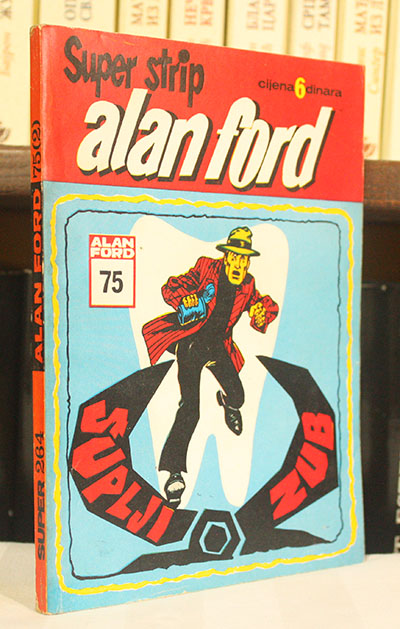 Super strip
cijena 6 dinara
alan ford
ALAN
FORD
75
ŠUPLJI
ZUB
SUPER 264 ALAN FORD 75(2)